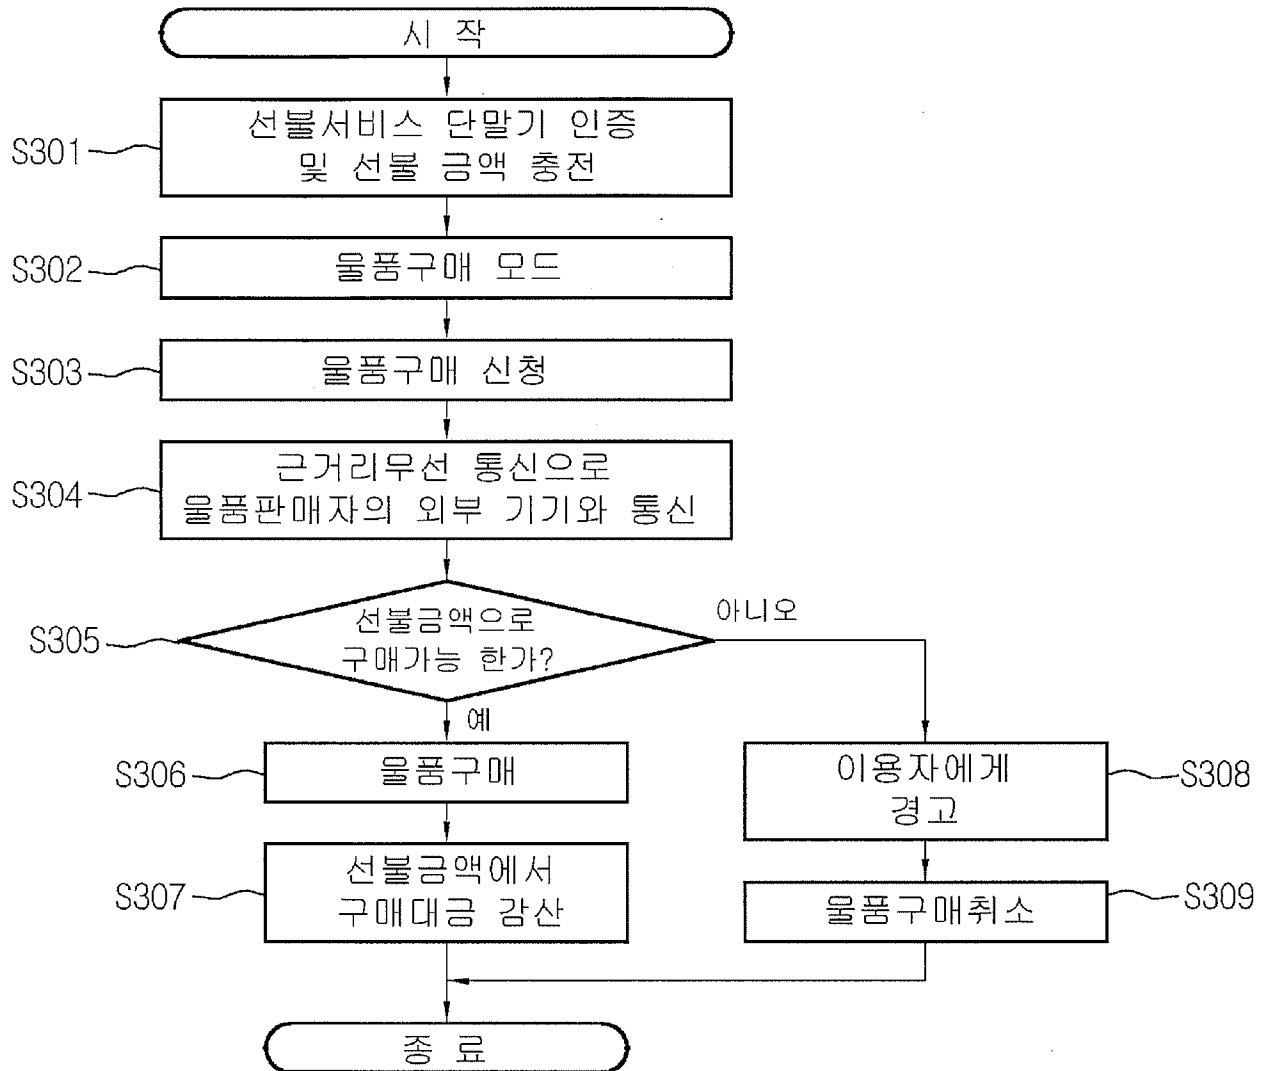 시 작
S301
선불서비스 단말기 인증
및 선불 금액 충전
S302
물품구매 모드
S303
물품구매 신청
S304
근거리무선 통신으로
물품판매자의 외부 기기와 통신
S305
선불금액으로
구매가능 한가?
아니오
예
S306
물품구매
이용자에게
경고
S308
S307
선불금액에서
구매대금 감산
물품구매취소
S309
종 료